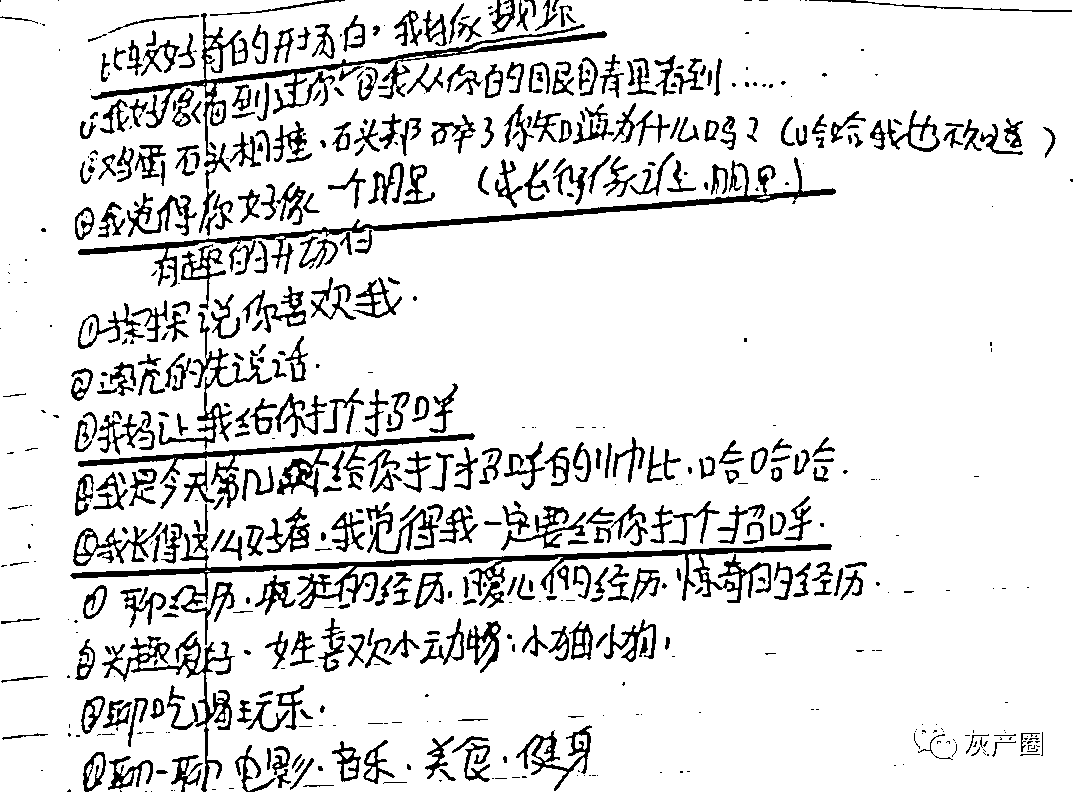 比较好奇的开场白，我好像
①我好像看到过你、②我从你的眼睛里看到......
③鸡蛋石头相撞、石头却碎了你知道为什么吗？（哈哈我也不知道）
④我觉得你好像一个明星 （或长得像谁、明星）
有趣的开场白
①探探说你喜欢我.
②漂亮的先说话.
③我妈让我给你打个招呼
④我是今天第几个给你打招呼的帅比、哈哈哈.
⑤我长得这么好看、我觉得我一定要给你打个招呼.
① 聊经历、疯狂的经历、暖心的经历、惊奇的经历.
②兴趣爱好、女生喜欢小动物：小猫小狗，
③聊吃喝玩乐.
④聊一聊 电影、音乐、美食、健身
灰产圈